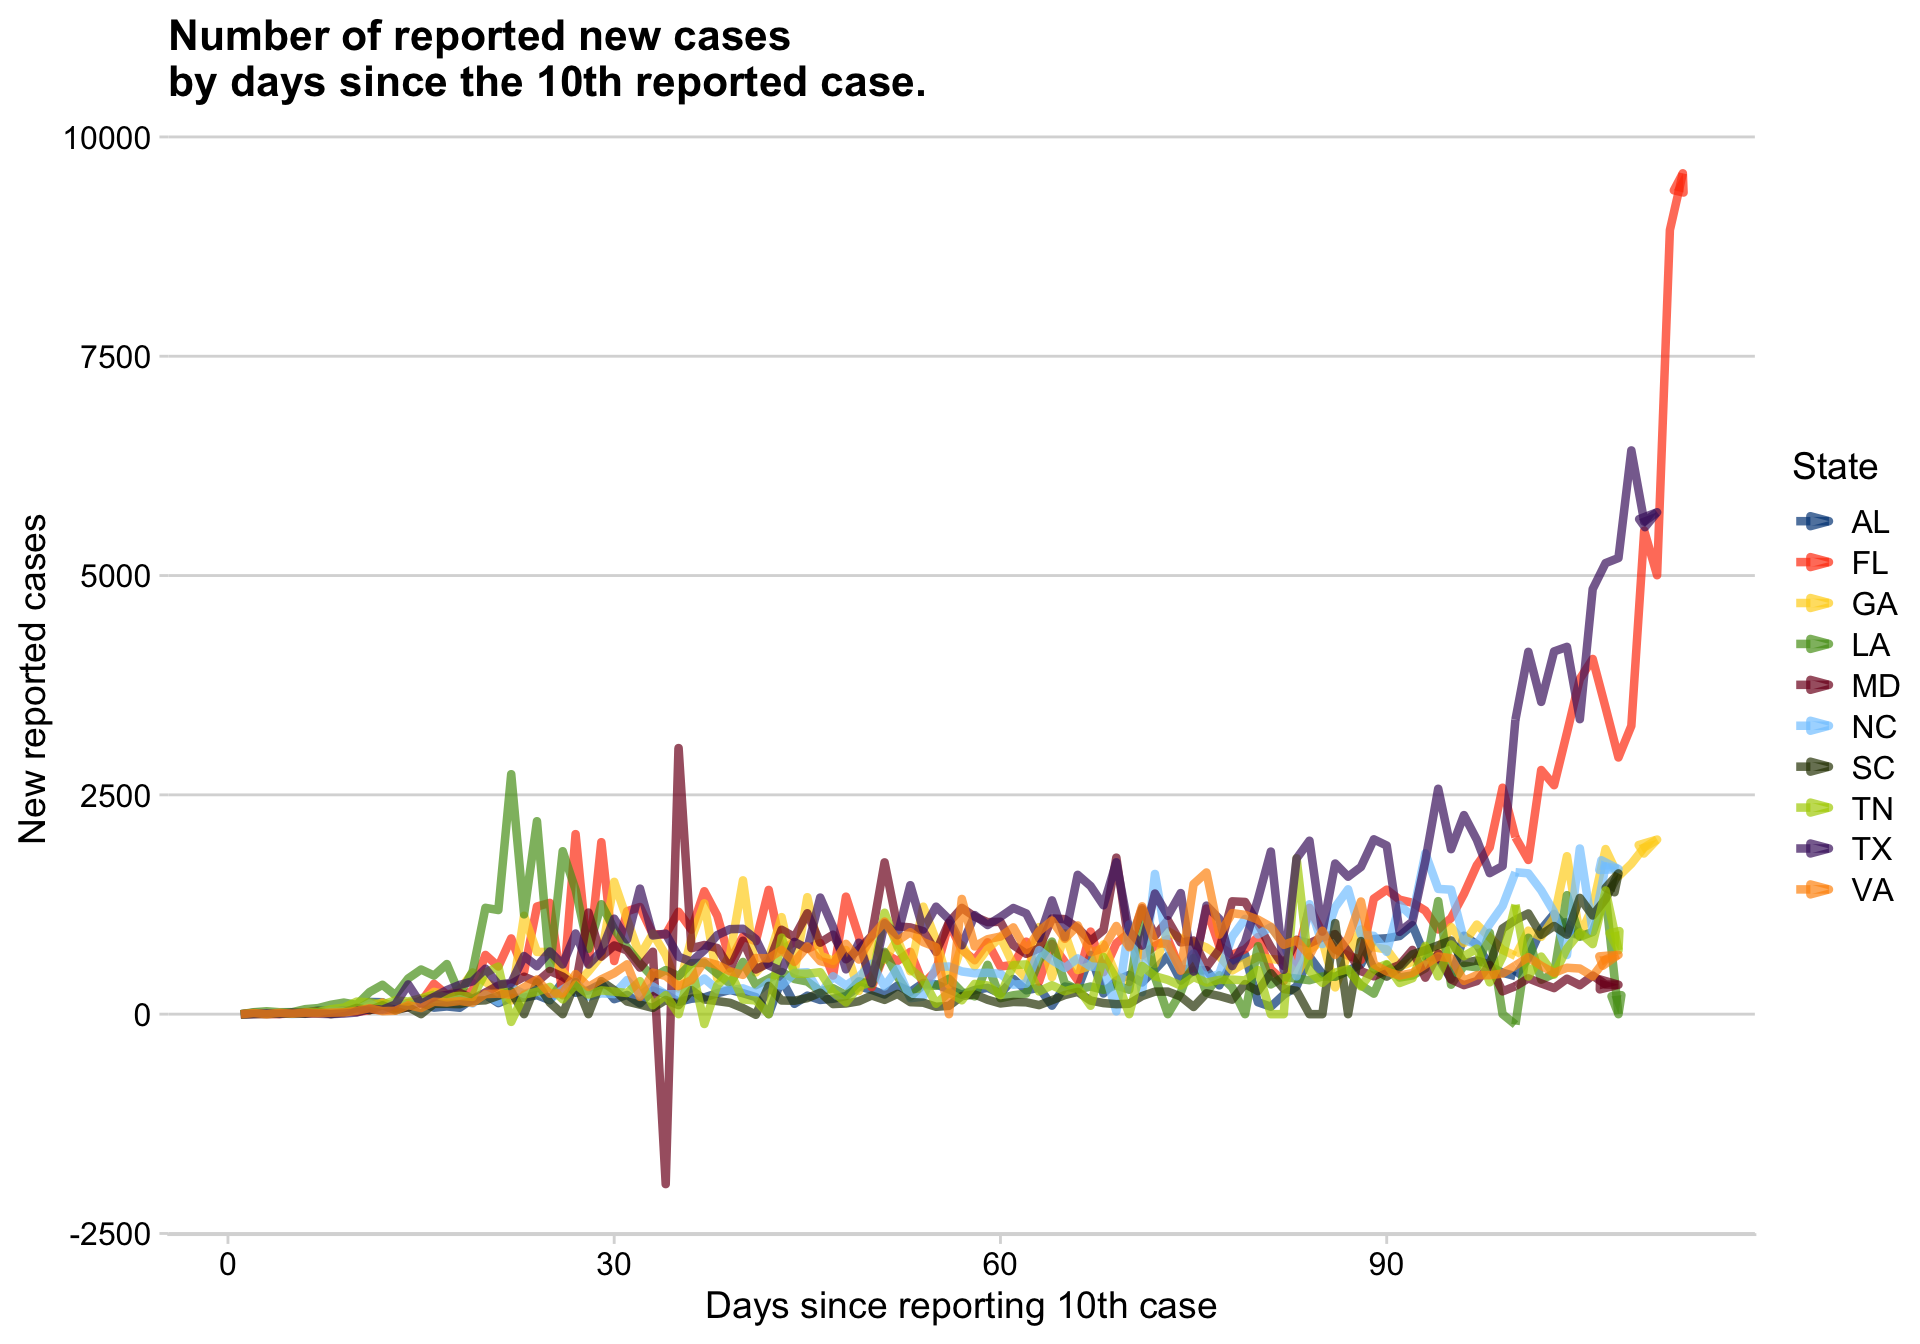 Number of reported new cases
by days since the 10th reported case.
10000
7500
5000
2500
0
-2500
New reported cases
0
30
60
90
Days since reporting 10th case
State
AL
FL
GA
LA
MD
NC
SC
TN
TX
VA